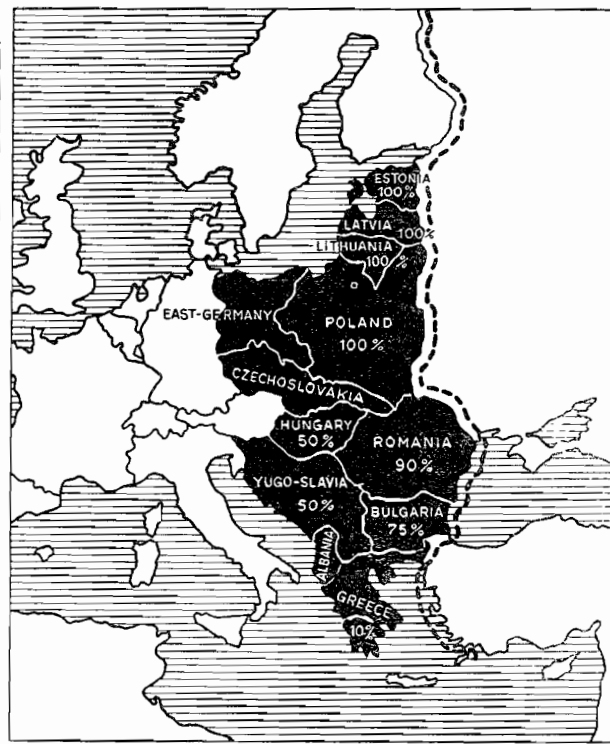 ESTONIA
100%
LATVIA 100%
LITHUANIA
100%
EAST-GERMANY
POLAND
100%
CZECHOSLOVAKIA
HUNGARY
50%
ROMANIA
90%
YUGO-SLAVIA
50%
BULGARIA
75%
ALBANIA
GREECE
10%